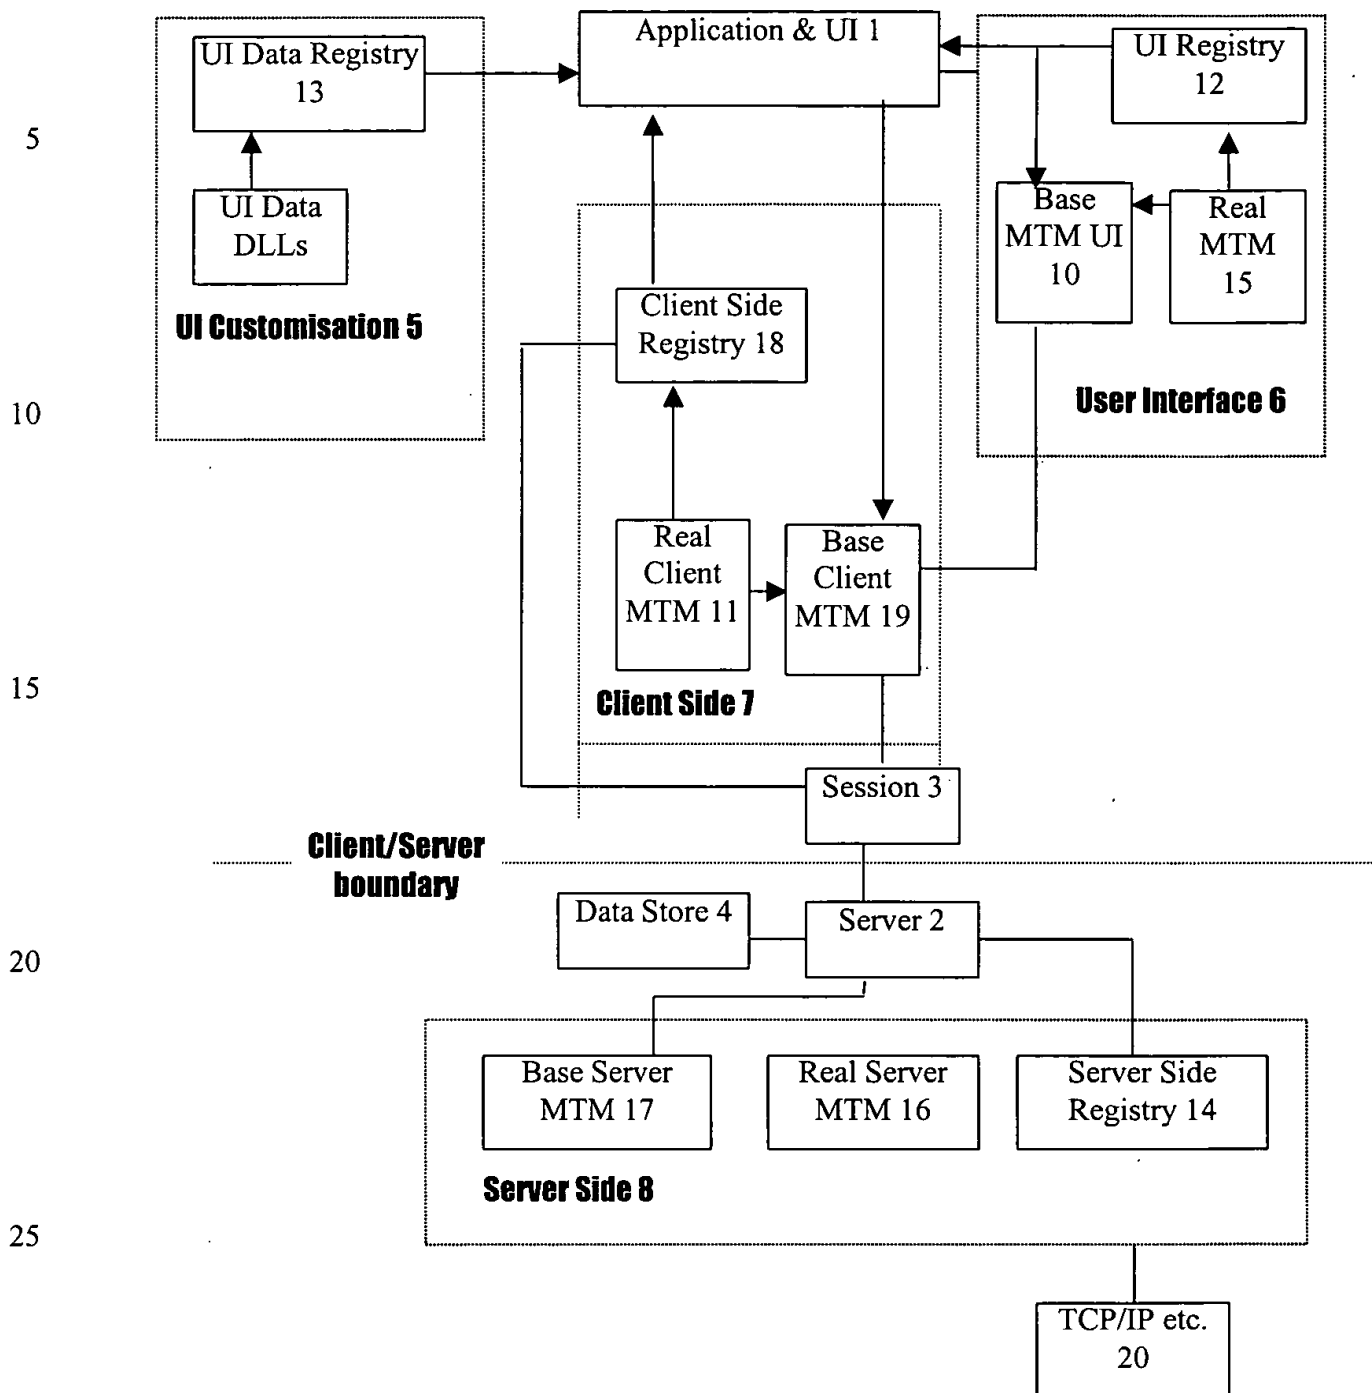 Application & UI 1
UI Data Registry
13
UI Registry
12
5
UI Data
DLLs
Base
MTM UI
10
Real
MTM
15
UI Customisation 5
Client Side
Registry 18
User Interface 6
10
Real
Client
MTM 11
Base
Client
MTM 19
15
Client Side 7
Session 3
Client/Server
boundary
Data Store 4
Server 2
20
Base Server
MTM 17
Real Server
MTM 16
Server Side
Registry 14
Server Side 8
25
TCP/IP etc.
20